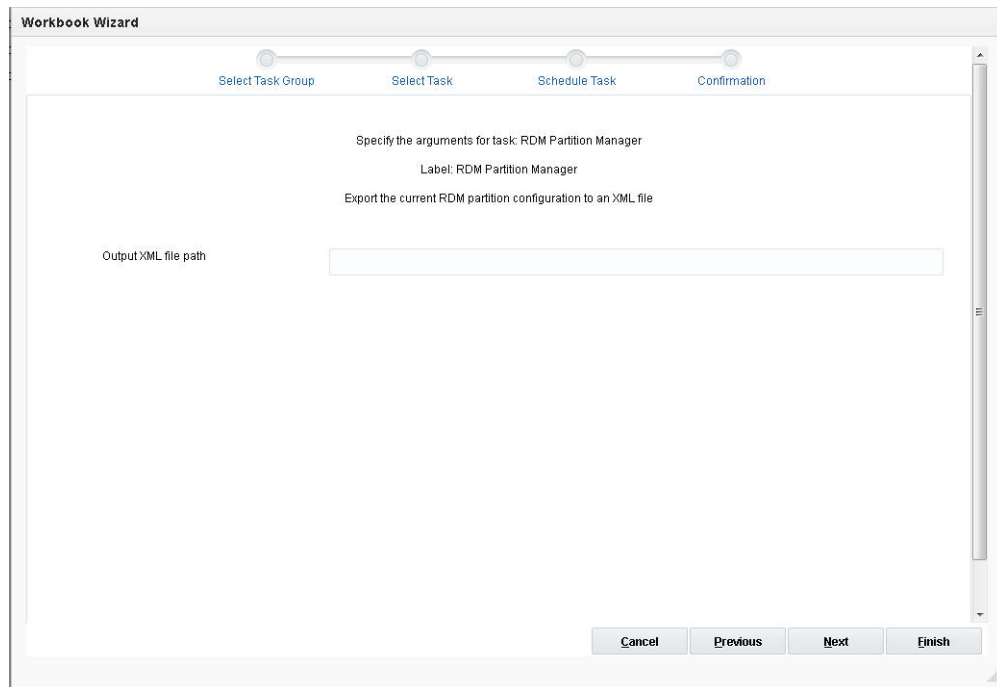 Workbook Wizard
Select Task Group Select Task Schedule Task Confirmation
Specify the arguments for task: RDM Partition Manager
Label: RDM Partition Manager
Export the current RDM partition configuration to an XML file
Output XML file path
Cancel Previous Next Finish